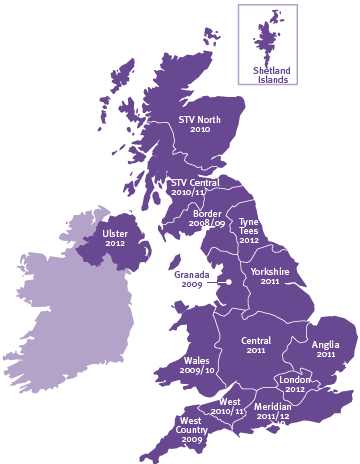 Shetland
Islands
STV North
2010
STV Central
2010/11
Border
2008/09
Tyne
Tees
2012
Ulster
2012
Granada
2009
Yorkshire
2011
Central
2011
Anglia
2011
Wales
2009/10
London
2012
West
2010/11
Meridian
2011/12
West
Country
2009